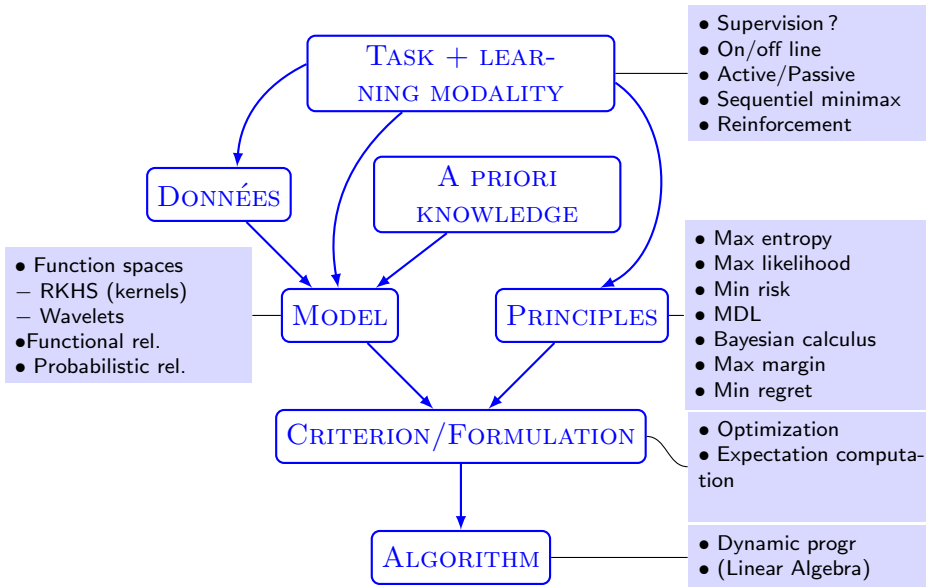 TASK + LEAR-
NING MODALITY
• Supervision ?
• On/off line
• Active/Passive
• Sequentiel minimax
• Reinforcement
DONNÉES
A PRIORI
KNOWLEDGE
• Function spaces
– RKHS (kernels)
– Wavelets
•Functional rel.
• Probabilistic rel.
MODEL
PRINCIPLES
• Max entropy
• Max likelihood
• Min risk
• MDL
• Bayesian calculus
• Max margin
• Min regret
CRITERION/FORMULATION
• Optimization
• Expectation computa-
tion
ALGORITHM
• Dynamic progr
• (Linear Algebra)